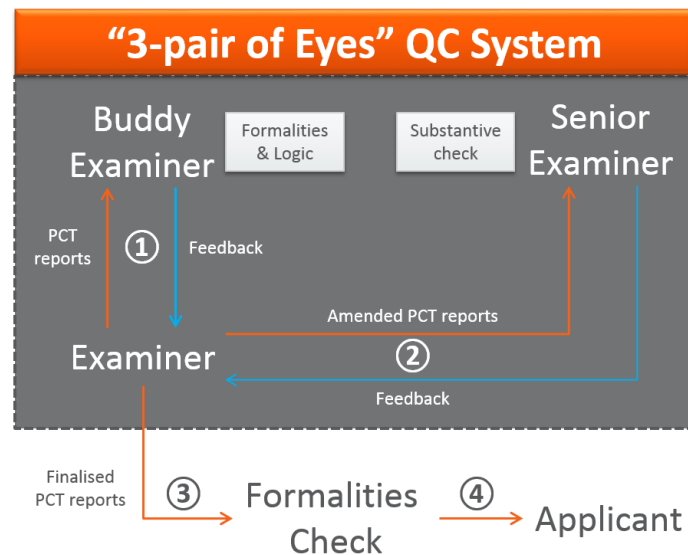 “3-pair of Eyes” QC System
Buddy
Examiner
Formalities
& Logic
Substantive
check
Senior
Examiner
PCT
reports
①
Feedback
Amended PCT reports
Examiner
②
Feedback
Finalised
PCT reports
③
Formalities
Check
④
Applicant